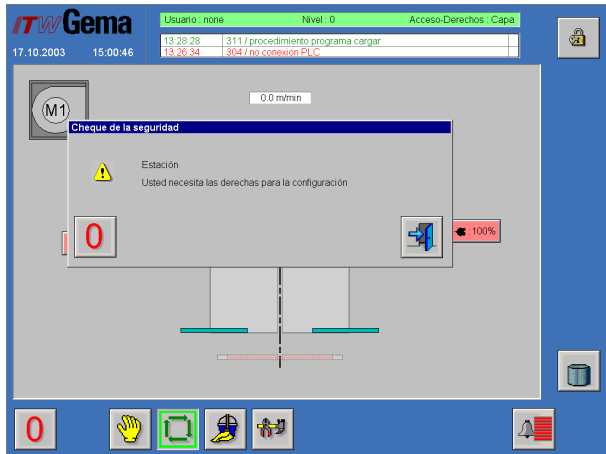 ITW Gema
17.10.2003 15:00:46
Usuario : none Nivel : 0 Acceso-Derechos : Capa
13:28:28 311 / procedimiento programa cargar
13:26:34 304 / no conexion PLC
M1
0.0 m/min
Cheque de la seguridad
Estación
Usted necesita las derechas para la configuración
0
: 100%
0